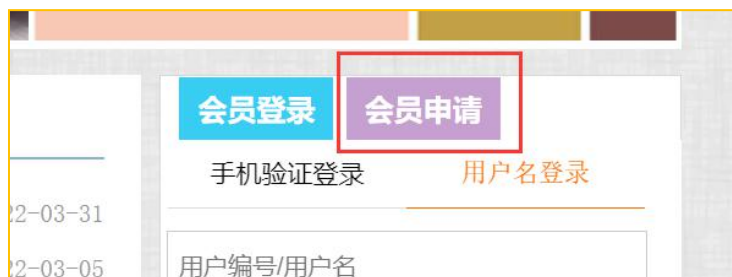 会员登录 会员申请
手机验证登录 用户名登录
22-03-31
22-03-05
用户编号/用户名